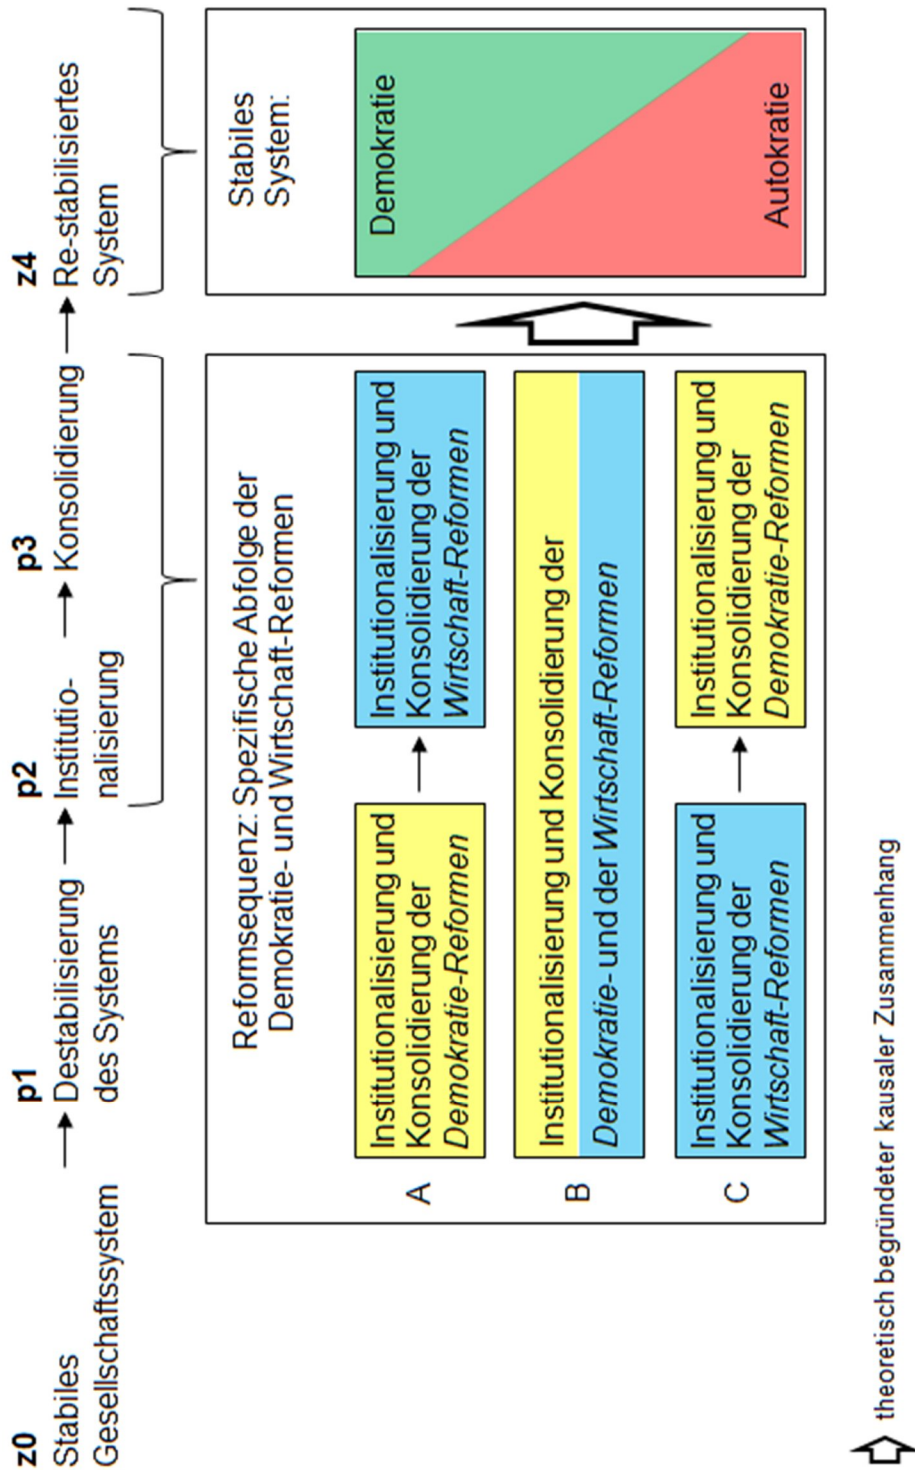 z0
Stabiles
Gesellschaftssystem
p1
Destabilisierung
des Systems
p2
Institutio-
nalisierung
p3
Konsolidierung
z4
Re-stabilisiertes
System
Reformsequenz: Spezifische Abfolge der
Demokratie- und Wirtschaft-Reformen
A
Institutionalisierung und
Konsolidierung der
Demokratie-Reformen
Institutionalisierung und
Konsolidierung der
Wirtschaft-Reformen
B
Institutionalisierung und Konsolidierung der
Demokratie- und der Wirtschaft-Reformen
C
Institutionalisierung und
Konsolidierung der
Wirtschaft-Reformen
Institutionalisierung und
Konsolidierung der
Demokratie-Reformen
Stabiles
System:
Demokratie
Autokratie
theoretisch begründeter kausaler Zusammenhang